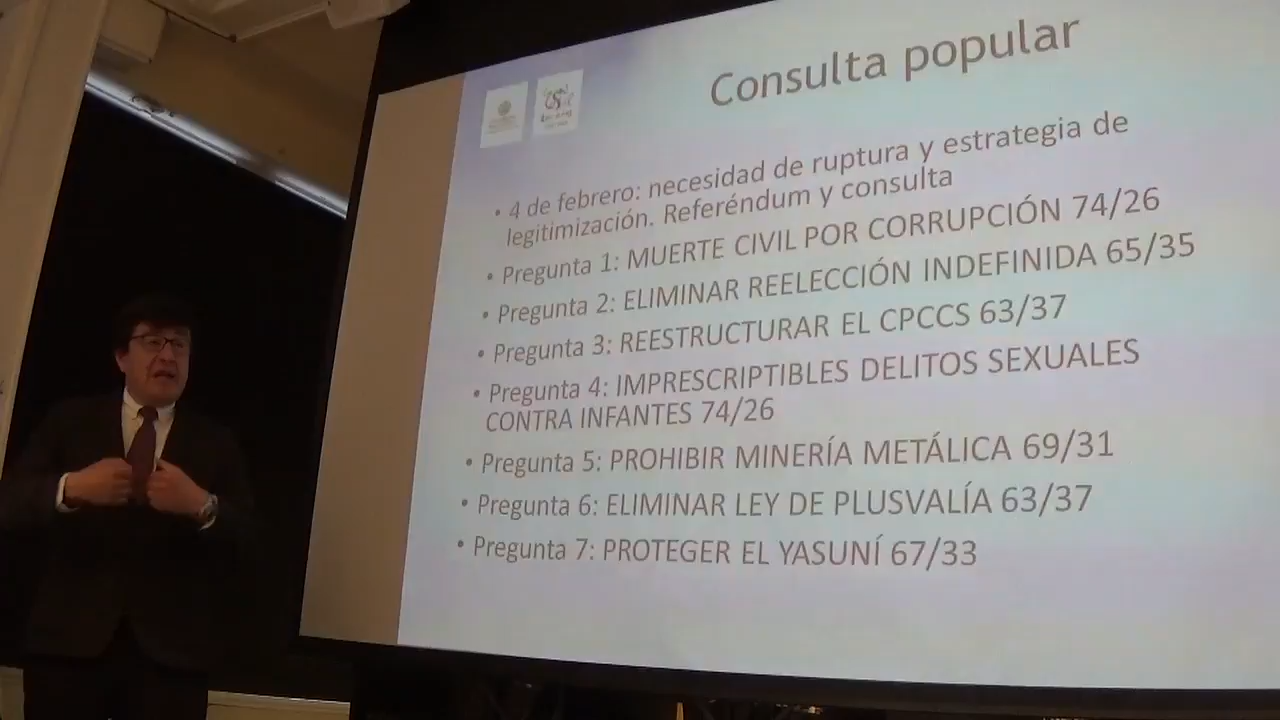 Consulta popular
• 4 de febrero: necesidad de ruptura y estrategia de
legitimización. Referéndum y consulta
• Pregunta 1: MUERTE CIVIL POR CORRUPCIÓN 74/26
• Pregunta 2: ELIMINAR REELECCIÓN INDEFINIDA 65/35
• Pregunta 3: REESTRUCTURAR EL CPCCS 63/37
• Pregunta 4: IMPRESCRIPTIBLES DELITOS SEXUALES
CONTRA INFANTES 74/26
• Pregunta 5: PROHIBIR MINERÍA METÁLICA 69/31
• Pregunta 6: ELIMINAR LEY DE PLUSVALÍA 63/37
• Pregunta 7: PROTEGER EL YASUNÍ 67/33